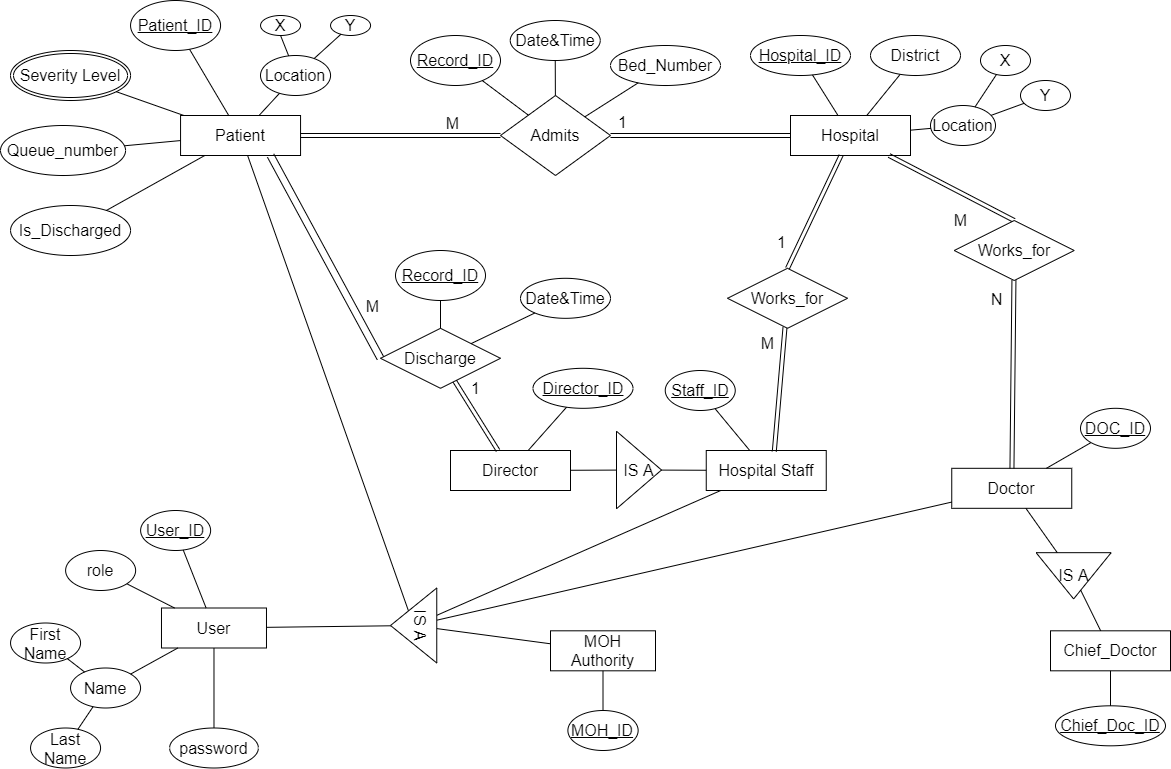 Patient_ID
X
Y
Location
Severity Level
Queue_number
Is_Discharged
Patient
M
Record_ID
Date&Time
Bed_Number
Admits
1
Hospital_ID
District
X
Y
Location
Hospital
1
M
Works_for
Works_for
M
N
M
Record_ID
Date&Time
Discharge
1
Director_ID
Staff_ID
DOC_ID
Director
IS A
Hospital Staff
Doctor
IS A
User_ID
role
User
First
Name
Name
Last
Name
password
IS A
MOH
Authority
MOH_ID
Chief_Doctor
Chief_Doc_ID